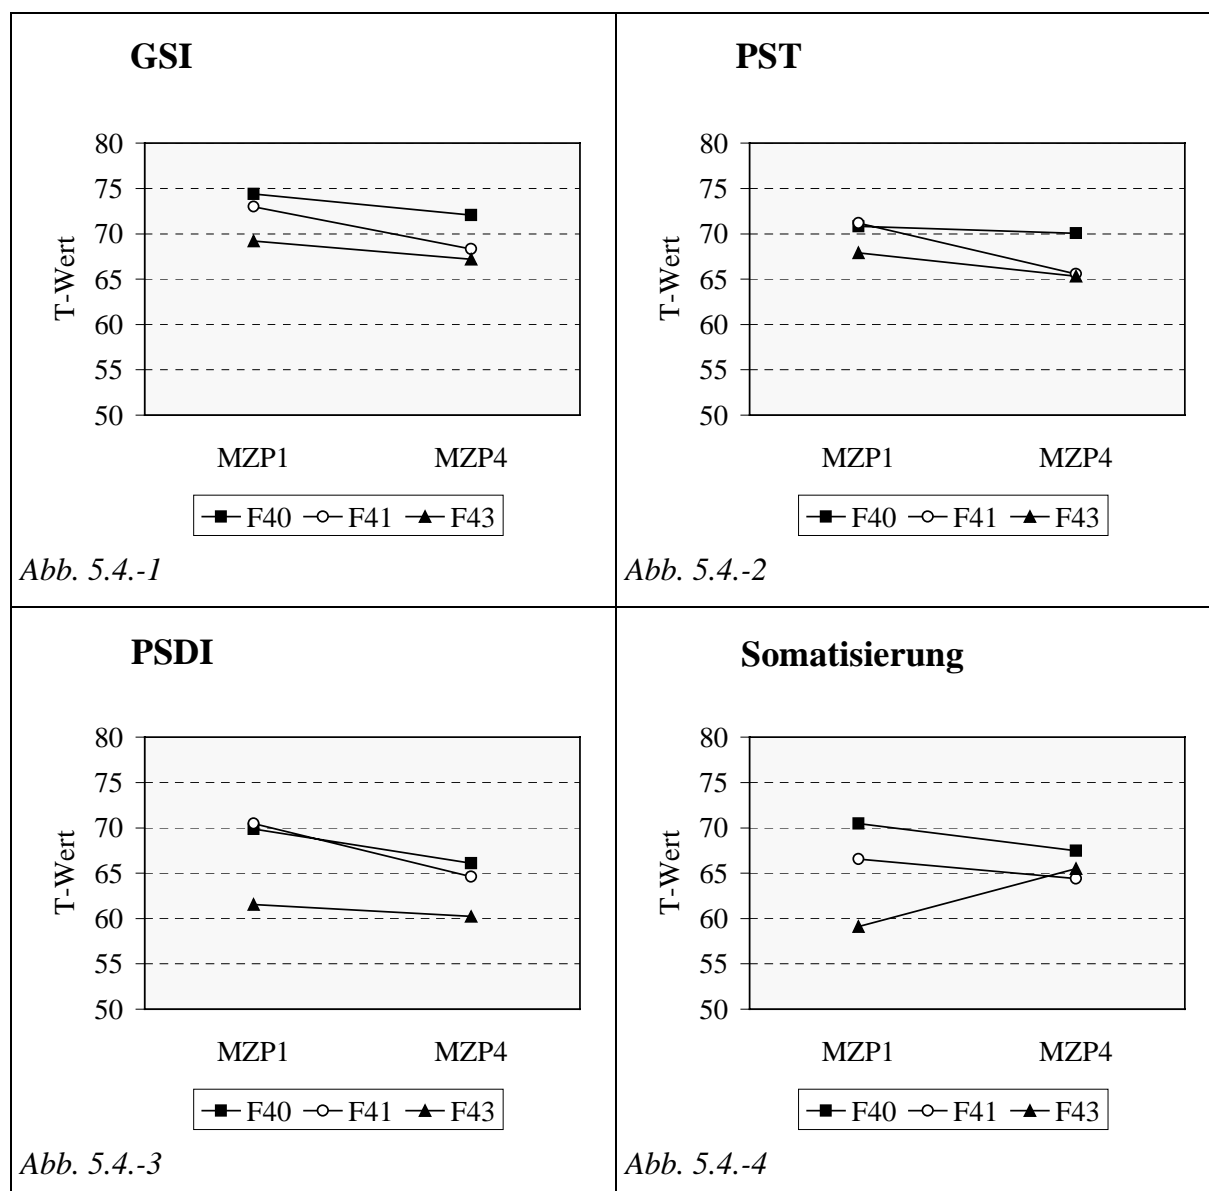 GSI
80
75
70
65
60
55
50
T-Wert
MZP1 MZP4
F40 F41 F43
Abb. 5.4.-1
PST
80
75
70
65
60
55
50
T-Wert
MZP1 MZP4
F40 F41 F43
Abb. 5.4.-2
PSDI
80
75
70
65
60
55
50
T-Wert
MZP1 MZP4
F40 F41 F43
Abb. 5.4.-3
Somatisierung
80
75
70
65
60
55
50
T-Wert
MZP1 MZP4
F40 F41 F43
Abb. 5.4.-4